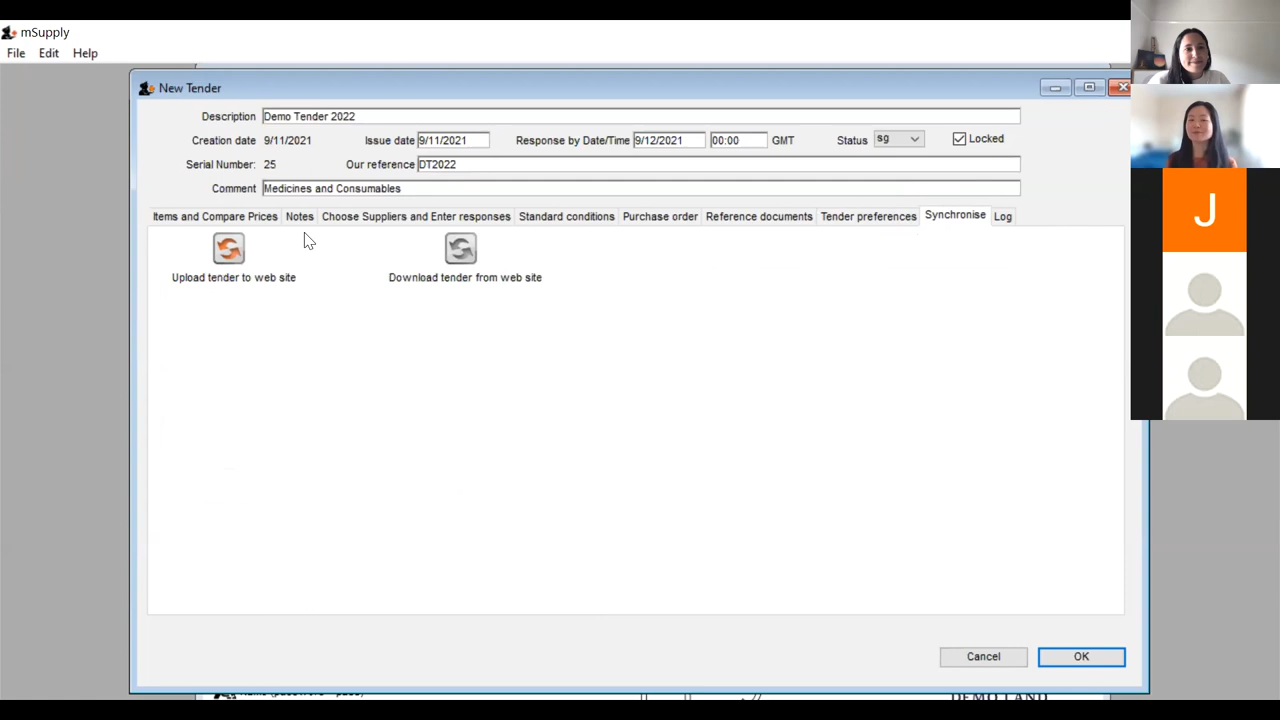 mSupply
File Edit Help
New Tender
Description Demo Tender 2022
Creation date 9/11/2021 Issue date 9/11/2021 Response by Date/Time 9/12/2021 00:00 GMT Status sg Locked
Serial Number: 25 Our reference DT2022
Comment Medicines and Consumables
Items and Compare Prices Notes Choose Suppliers and Enter responses Standard conditions Purchase order Reference documents Tender preferences Synchronise Log
Upload tender to web site Download tender from web site
Cancel OK
DEMO LAND
J